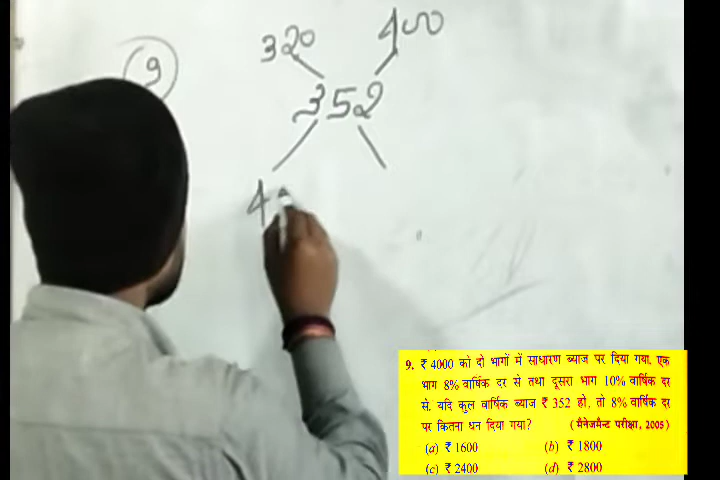 9
320 400
352
4
9. ₹ 4000 को दो भागों में साधारण ब्याज पर दिया गया. एक
भाग 8% वार्षिक दर से तथा दूसरा भाग 10% वार्षिक दर
से. यदि कुल वार्षिक ब्याज ₹ 352 हो, तो 8% वार्षिक दर
पर कितना धन दिया गया? (मैनेजमैन्ट परीक्षा, 2005)
(a) ₹ 1600 (b) ₹ 1800
(c) ₹ 2400 (d) ₹ 2800